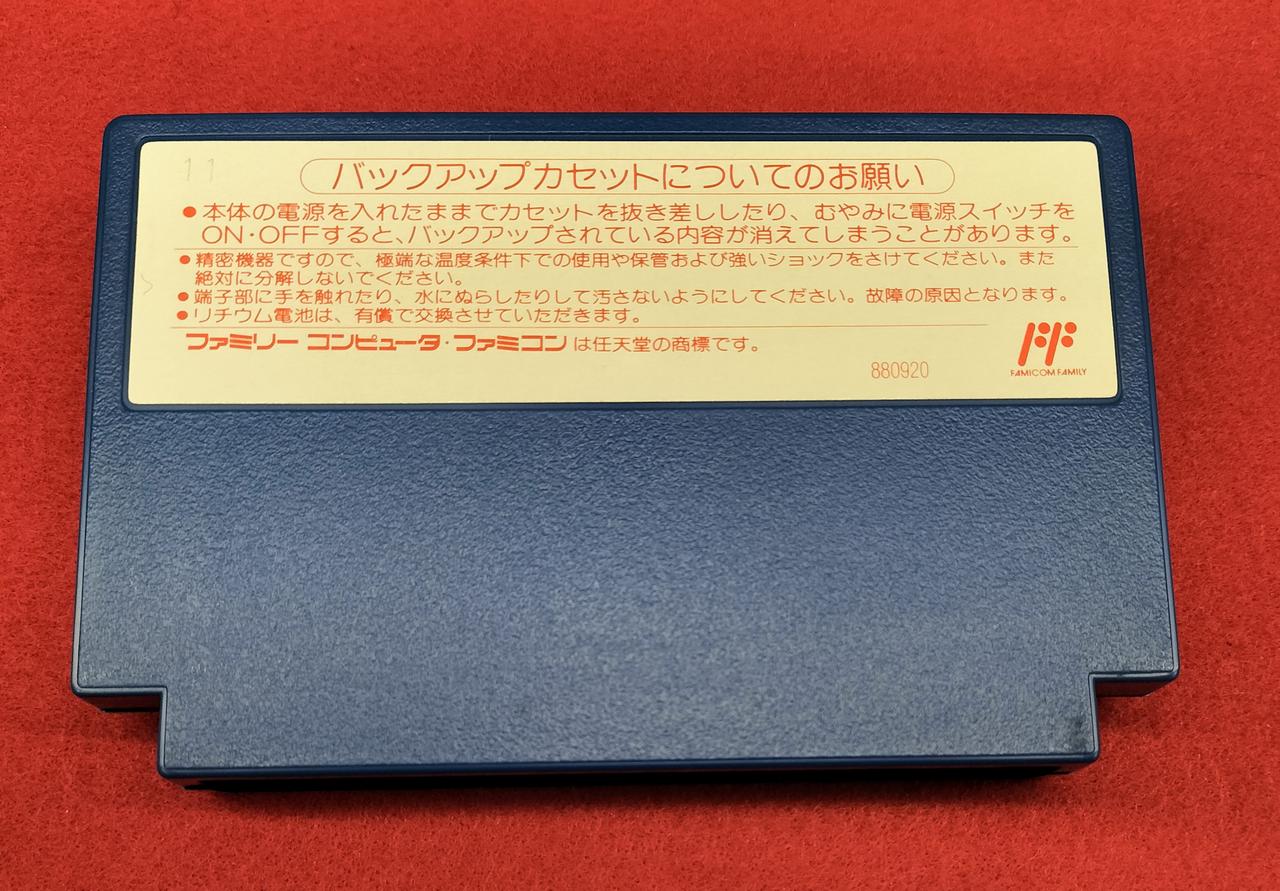 11
バックアップカセットについてのお願い
●本体の電源を入れたままでカセットを抜き差ししたり、むやみに電源スイッチを
ON・OFFすると、バックアップされている内容が消えてしまうことがあります。
●精密機器ですので、極端な温度条件下での使用や保管および強いショックをさけてください。また
絶対に分解しないでください。
●端子部に手を触れたり、水にぬらしたりして汚さないようにしてください。故障の原因となります。
●リチウム電池は、有償で交換させていただきます。
ファミリー コンピュータ・ファミコンは任天堂の商標です。
880920
FAMICOM FAMILY